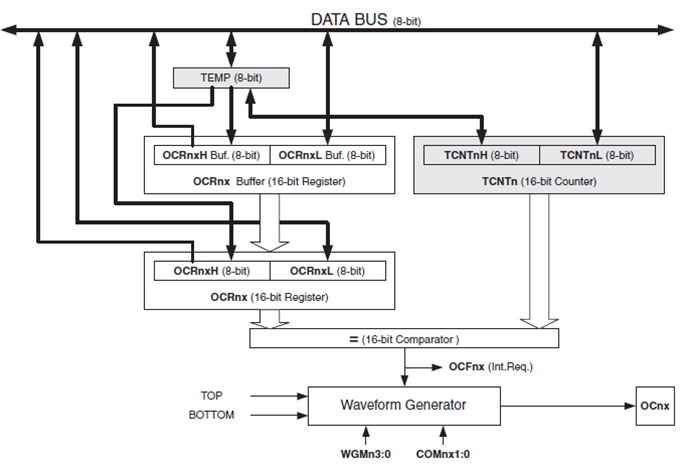 DATA BUS (8-bit)
TEMP (8-bit)
OCRnxH Buf. (8-bit) OCRnxL Buf. (8-bit)
OCRnx Buffer (16-bit Register)
TCNTnH (8-bit) TCNTnL (8-bit)
TCNTn (16-bit Counter)
OCRnxH (8-bit) OCRnxL (8-bit)
OCRnx (16-bit Register)
= (16-bit Comparator )
OCFnx (Int.Req.)
TOP
BOTTOM
Waveform Generator
OCnx
WGMn3:0 COMnx1:0